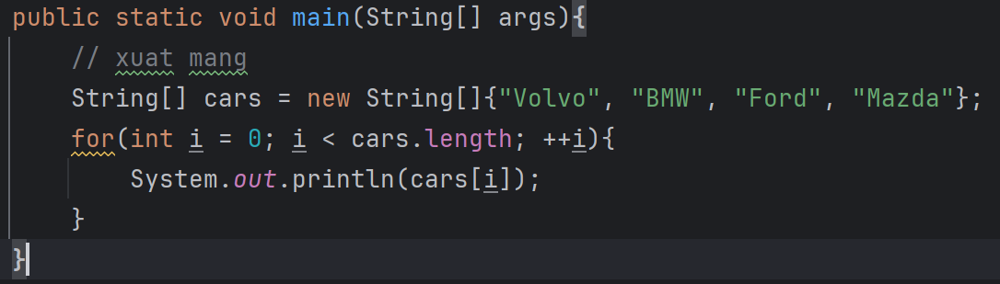 public static void main(String[] args){
// xuat mang
String[] cars = new String[]{"Volvo", "BMW", "Ford", "Mazda"};
for(int i = 0; i < cars.length; ++i){
System.out.println(cars[i]);
}
}